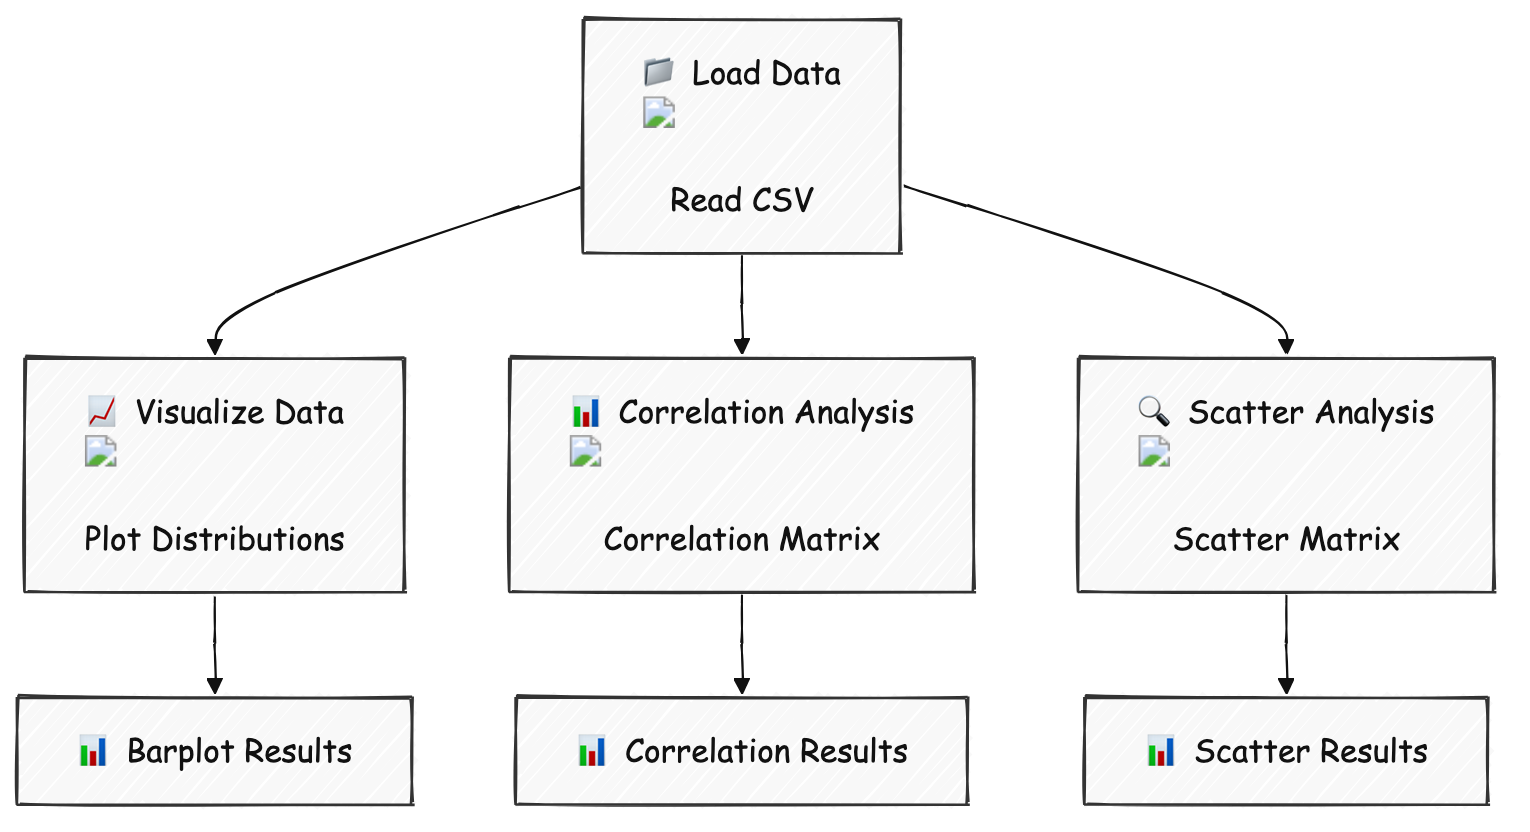 Load Data
Read CSV
Visualize Data
Plot Distributions
Correlation Analysis
Correlation Matrix
Scatter Analysis
Scatter Matrix
Barplot Results
Correlation Results
Scatter Results